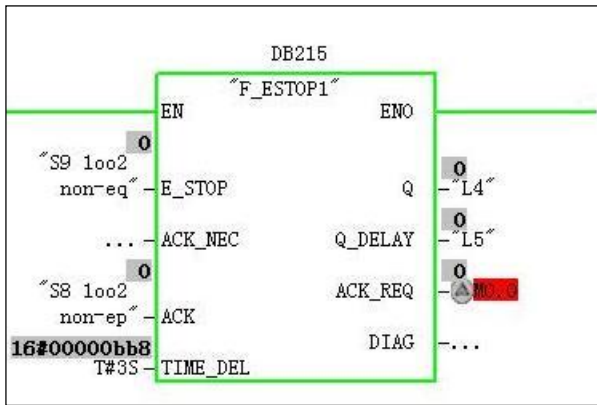 DB215
"F_ESTOP1"
EN ENO
0
"S9 1oo2
non-eq" E_STOP
0
Q "L4"
... ACK_NEC
0
Q_DELAY "L5"
0
"S8 1oo2
non-ep" ACK
0
ACK_REQ M0.0
16#00000bb8
T#3S TIME_DEL
DIAG ...